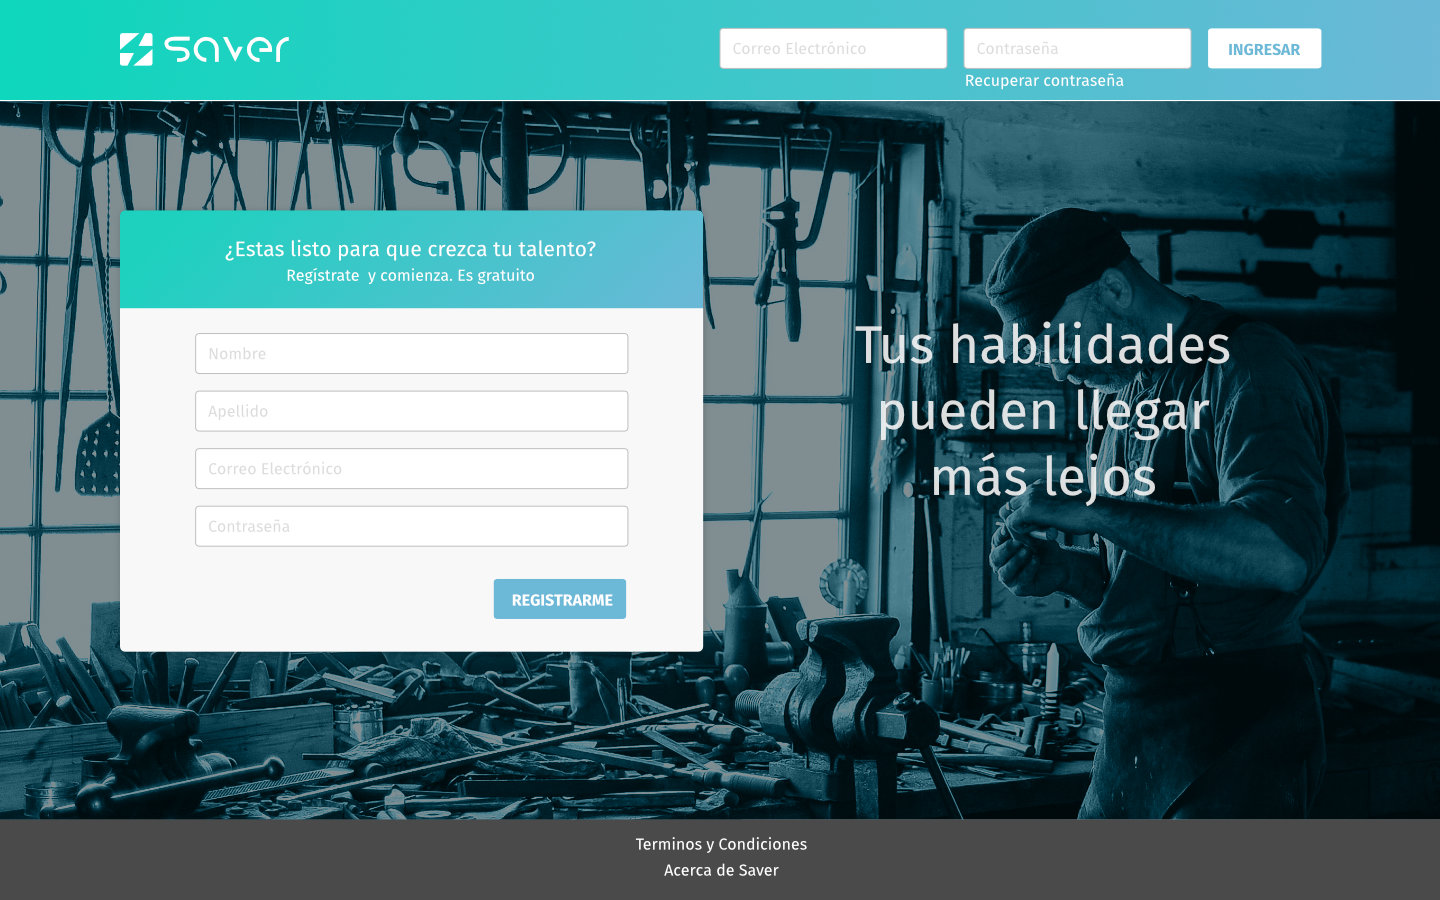 saver
Correo Electrónico
Contraseña
INGRESAR
Recuperar contraseña
¿Estas listo para que crezca tu talento?
Regístrate y comienza. Es gratuito
Nombre
Apellido
Correo Electrónico
Contraseña
REGISTRARME
Tus habilidades
pueden llegar
más lejos
Terminos y Condiciones
Acerca de Saver